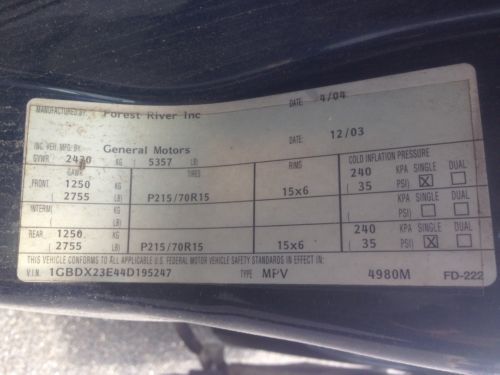 MANUFACTURED BY: Forest River Inc DATE: 4/04
INC. VEH. MFG. BY: General Motors DATE: 12/03
GVWR 2430 KG ( 5357 LB)
GAWR TIRES RIMS COLD INFLATION PRESSURE
FRONT 1250 KG 240 KPA SINGLE DUAL
( 2755 LB) P215/70R15 15x6 ( 35 PSI) X
INTERM KG KPA SINGLE DUAL
( LB) ( PSI)
REAR 1250 KG 240 KPA SINGLE DUAL
( 2755 LB) P215/70R15 15x6 ( 35 PSI) X
THIS VEHICLE CONFORMS TO ALL APPLICABLE U.S. FEDERAL MOTOR VEHICLE SAFETY STANDARDS IN EFFECT IN:
V.I.N. 1GBDX23E44D195247 TYPE MPV 4980M FD-222